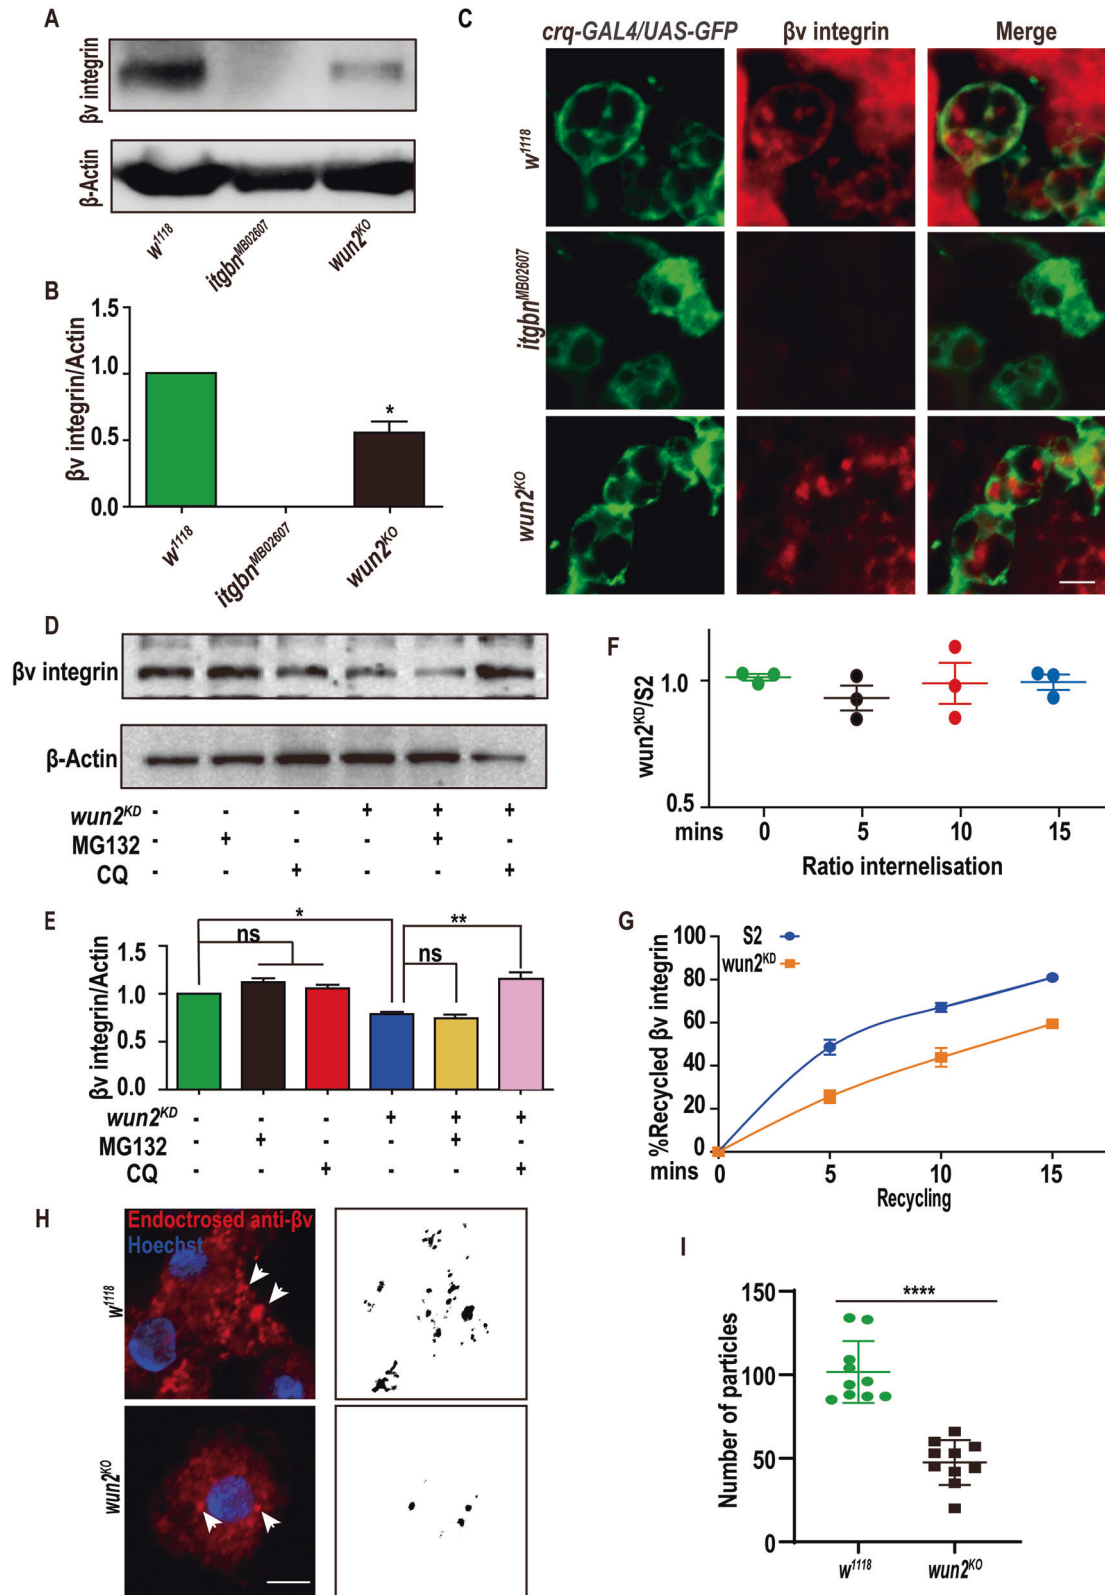 A
βv integrin
β-Actin
w1118
itgbnMB02607
wun2KO
B
βv integrin/Actin
1.5
1.0
0.5
0.0
*
w1118
itgbnMB02607
wun2KO
C
crq-GAL4/UAS-GFP
βv integrin
Merge
w1118
itgbnMB02607
wun2KO
D
βv integrin
β-Actin
wun2KD - - - + + +
MG132 - + - - + -
CQ - - + - - +
E
βv integrin/Actin
1.5
1.0
0.5
0.0
*
ns
**
ns
wun2KD - - - + + +
MG132 - + - - + -
CQ - - + - - +
F
wun2KD/S2
1.0
0.5
mins 0 5 10 15
Ratio internelisation
G
S2
wun2KD
%Recycled βv integrin
100
80
60
40
20
0
mins 0 5 10 15
Recycling
H
Endoctrosed anti-βv
Hoechst
w1118
wun2KO
I
****
Number of particles
150
100
50
0
w1118
wun2KO